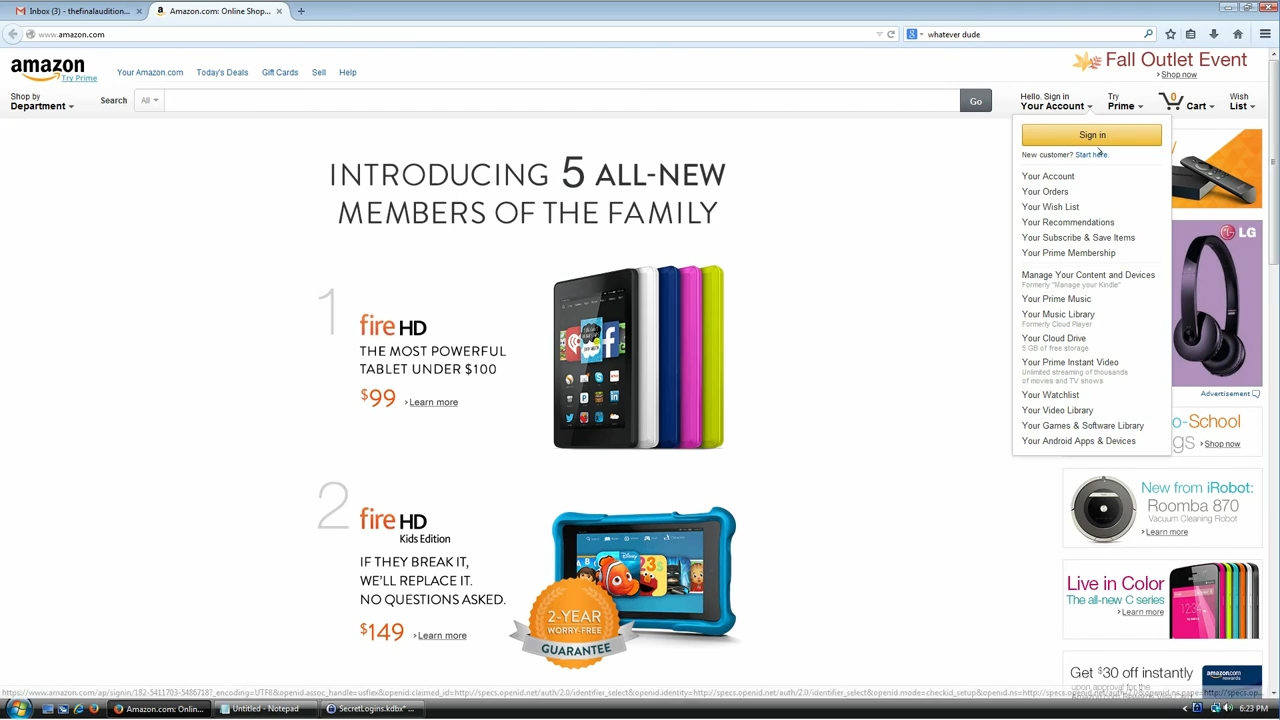 Inbox (3) - thefinalaudition...
Amazon.com: Online Shop...
www.amazon.com
whatever dude
amazon
Try Prime
Your Amazon.com
Today's Deals
Gift Cards
Sell
Help
Fall Outlet Event
Shop now
Shop by
Department
Search
All
Go
Hello. Sign in
Your Account
Try
Prime
0
Cart
Wish
List
Sign in
New customer? Start here.
Your Account
Your Orders
Your Wish List
Your Recommendations
Your Subscribe & Save Items
Your Prime Membership
Manage Your Content and Devices
Formerly "Manage your Kindle"
Your Prime Music
Your Music Library
Formerly Cloud Player
Your Cloud Drive
5 GB of free storage
Your Prime Instant Video
Unlimited streaming of thousands
of movies and TV shows
Your Watchlist
Your Video Library
Your Games & Software Library
Your Android Apps & Devices
INTRODUCING 5 ALL-NEW
MEMBERS OF THE FAMILY
1
fire HD
THE MOST POWERFUL
TABLET UNDER $100
$99
Learn more
2
fire HD
Kids Edition
IF THEY BREAK IT,
WE'LL REPLACE IT.
NO QUESTIONS ASKED.
$149
Learn more
2-YEAR
WORRY-FREE
GUARANTEE
LG
Advertisement
o-School
gs
Shop now
New from iRobot:
Roomba 870
Vacuum Cleaning Robot
Learn more
Live in Color
The all-new C series
Learn more
Get $30 off instantly
amazon.com
Amazon.com: Onlin...
Untitled - Notepad
SecretLogins.kdbx* ...
6:23 PM